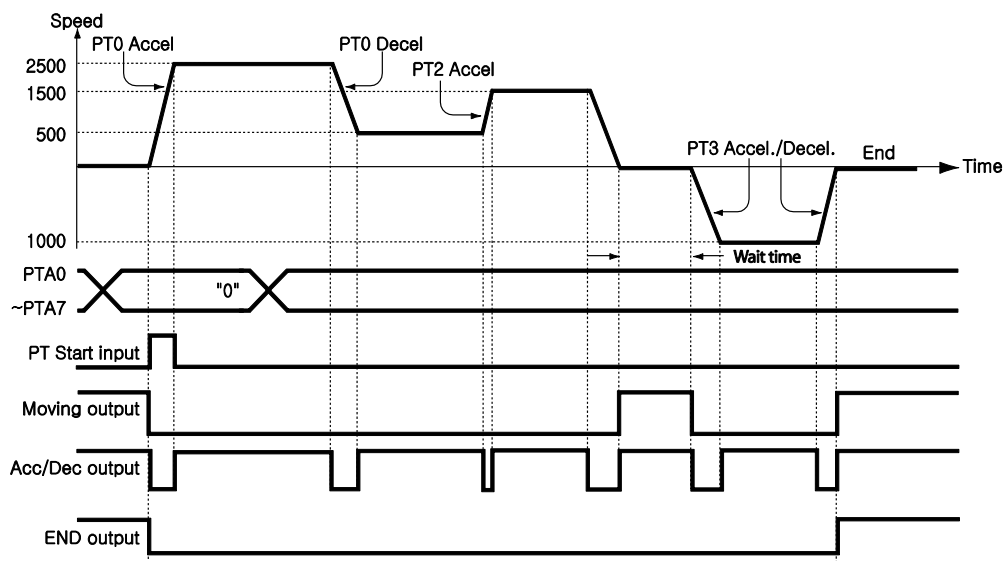 Speed
PT0 Accel
PT0 Decel
PT2 Accel
2500
1500
500
PT3 Accel./Decel.
End
Time
1000
Wait time
PTA0
"0"
~PTA7
PT Start input
Moving output
Acc/Dec output
END output